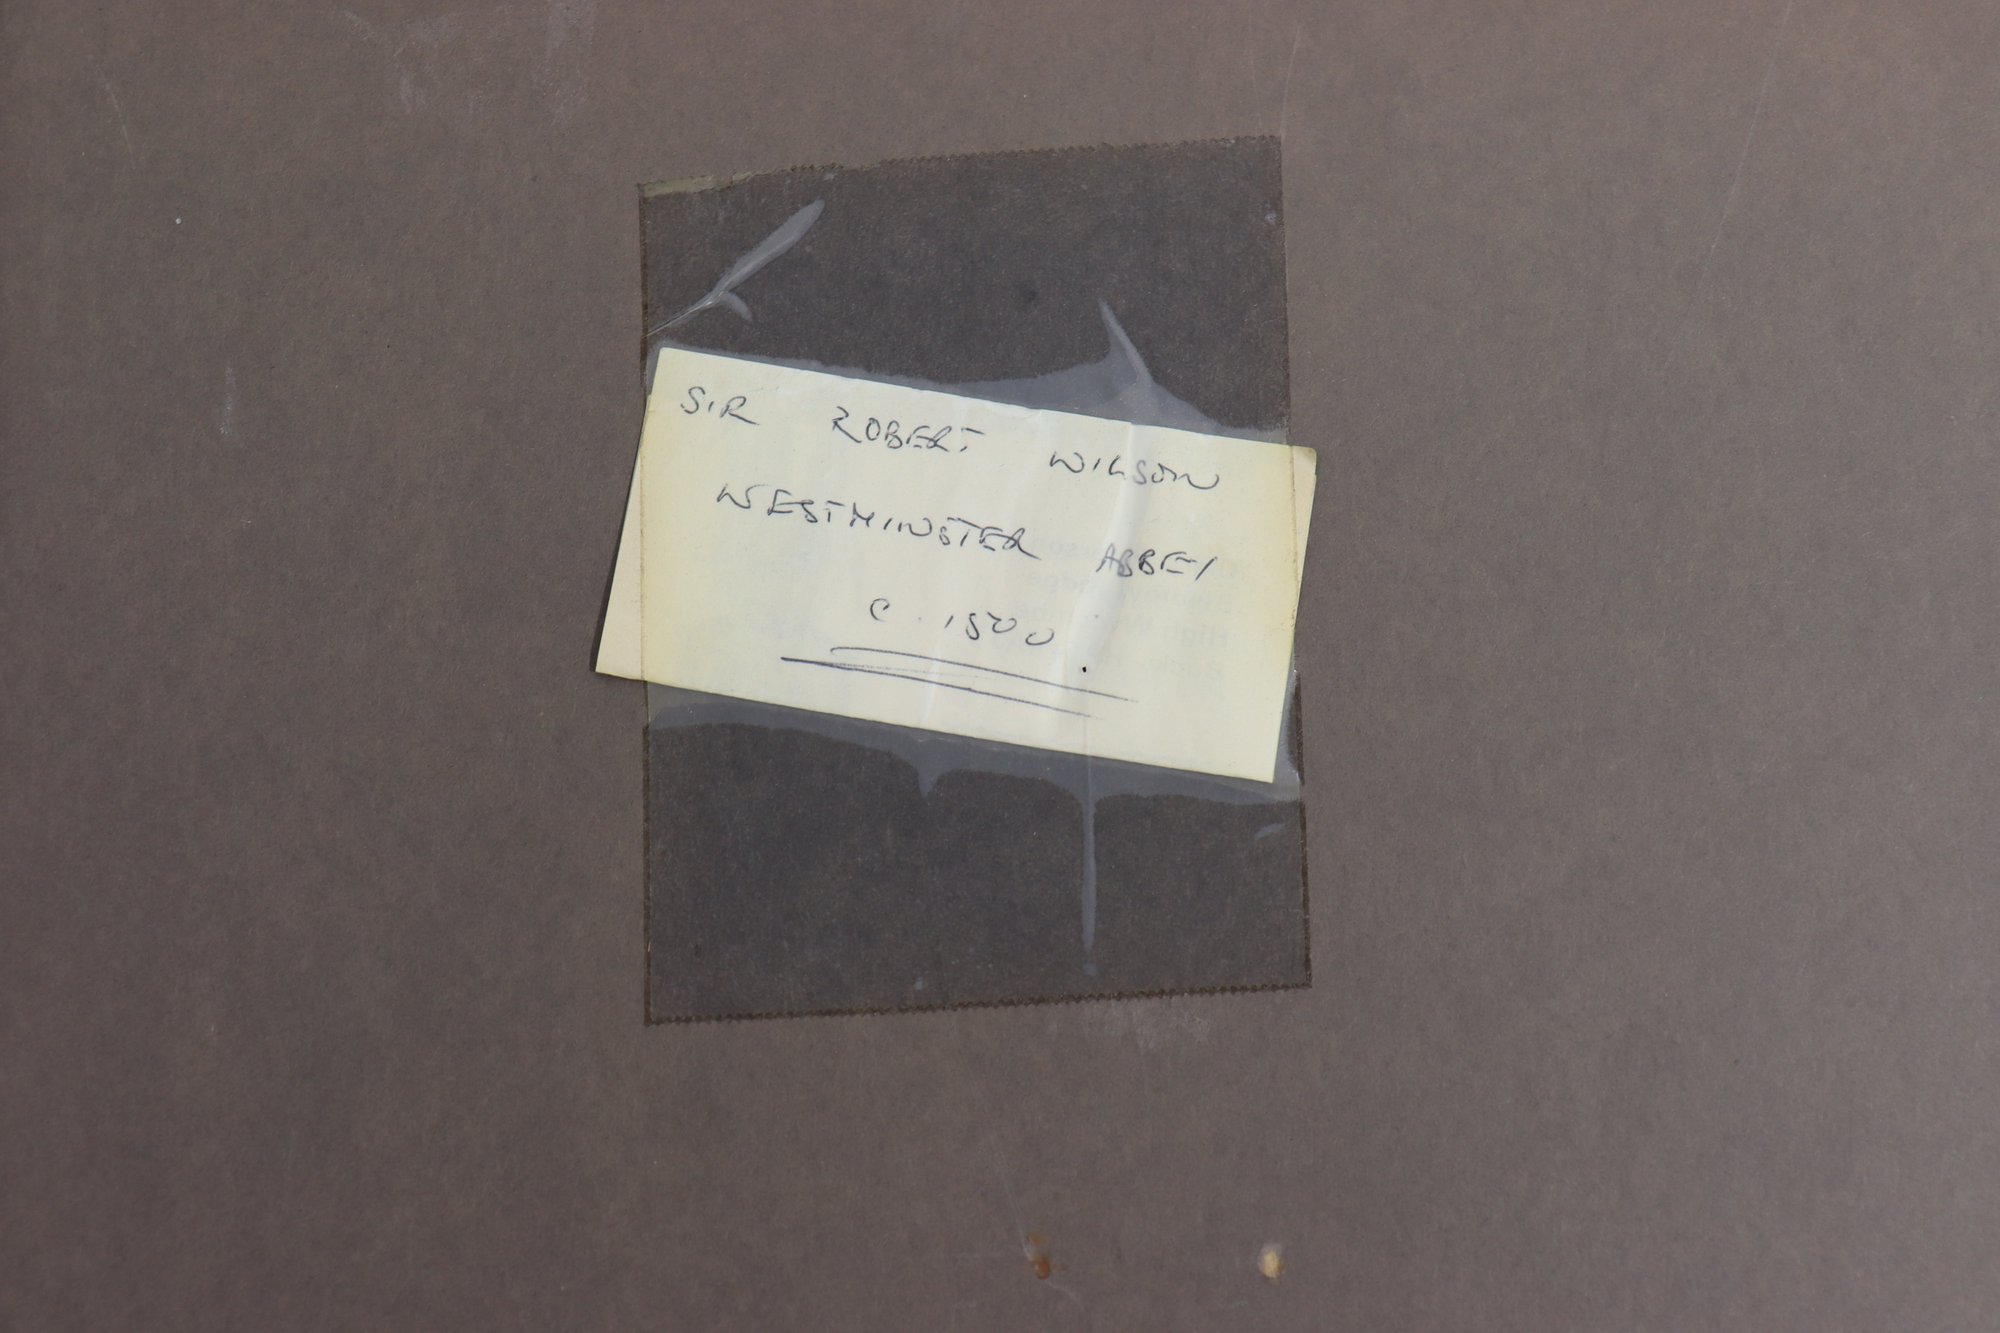 SIR ROBERT WILSON
WESTMINSTER ABBEY
C. 1500.